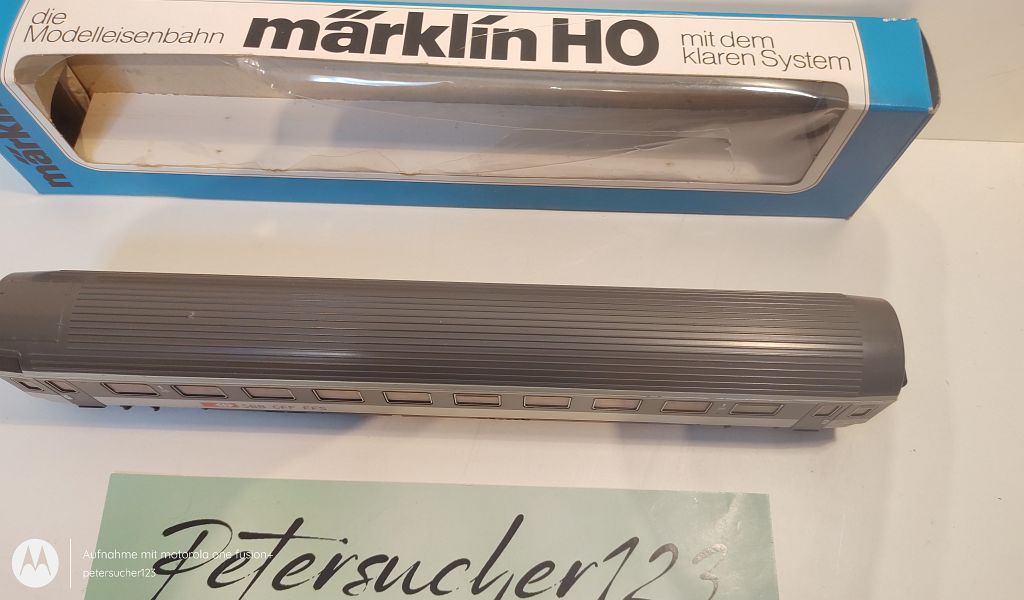 die
Modelleisenbahn
märklin HO
mit dem
klaren System
märklin
SBB CFF FFS
Petersucher123
Aufnahme mit motorola one fusion+
petersucher123